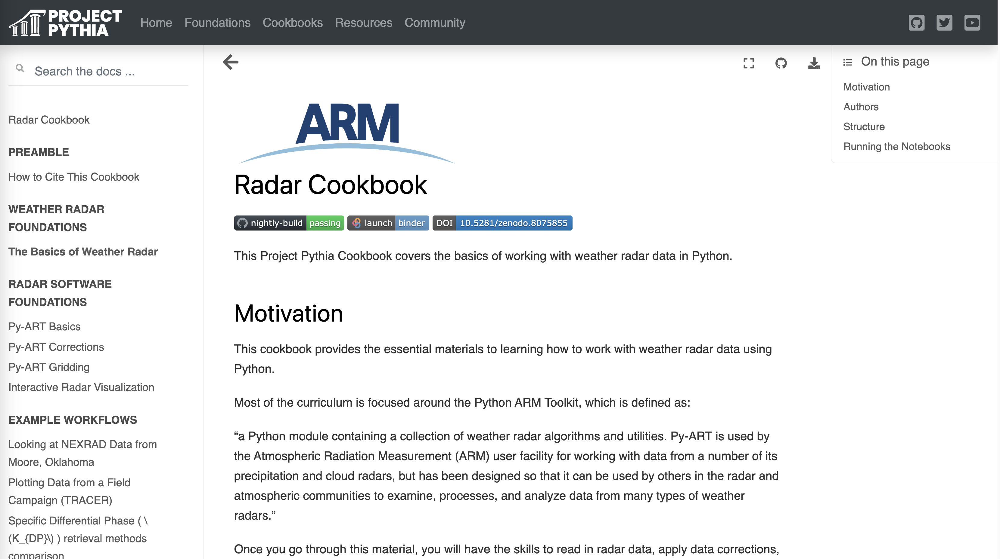 PROJECT
PYTHIA
Home Foundations Cookbooks Resources Community
Search the docs ...
Radar Cookbook
PREAMBLE
How to Cite This Cookbook
WEATHER RADAR
FOUNDATIONS
The Basics of Weather Radar
RADAR SOFTWARE
FOUNDATIONS
Py-ART Basics
Py-ART Corrections
Py-ART Gridding
Interactive Radar Visualization
EXAMPLE WORKFLOWS
Looking at NEXRAD Data from
Moore, Oklahoma
Plotting Data from a Field
Campaign (TRACER)
Specific Differential Phase ( \
(K_{DP}\) ) retrieval methods
comparison
ARM
Radar Cookbook
nightly-build passing launch binder DOI 10.5281/zenodo.8075855
This Project Pythia Cookbook covers the basics of working with weather radar data in Python.
Motivation
This cookbook provides the essential materials to learning how to work with weather radar data using
Python.
Most of the curriculum is focused around the Python ARM Toolkit, which is defined as:
“a Python module containing a collection of weather radar algorithms and utilities. Py-ART is used by
the Atmospheric Radiation Measurement (ARM) user facility for working with data from a number of its
precipitation and cloud radars, but has been designed so that it can be used by others in the radar and
atmospheric communities to examine, processes, and analyze data from many types of weather
radars.”
Once you go through this material, you will have the skills to read in radar data, apply data corrections,
On this page
Motivation
Authors
Structure
Running the Notebooks